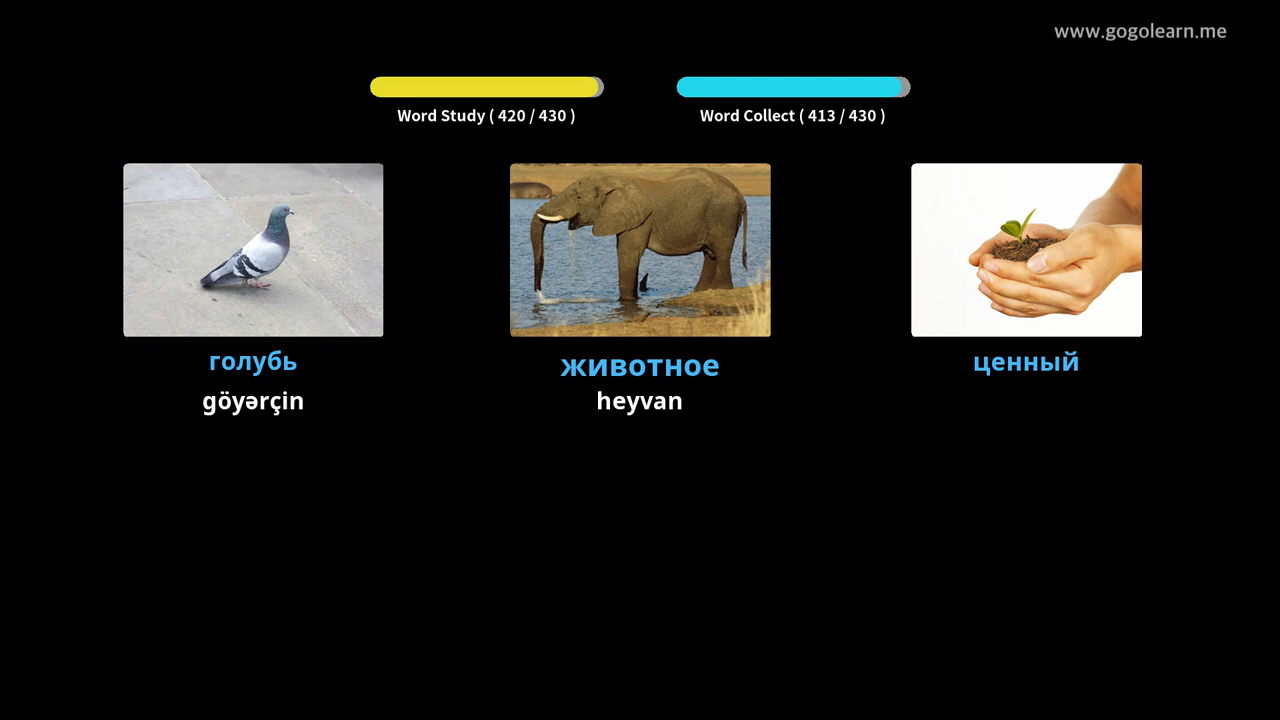 www.gogolearn.me
Word Study ( 420 / 430 )
Word Collect ( 413 / 430 )
голубь
животное
ценный
göyərçin
heyvan